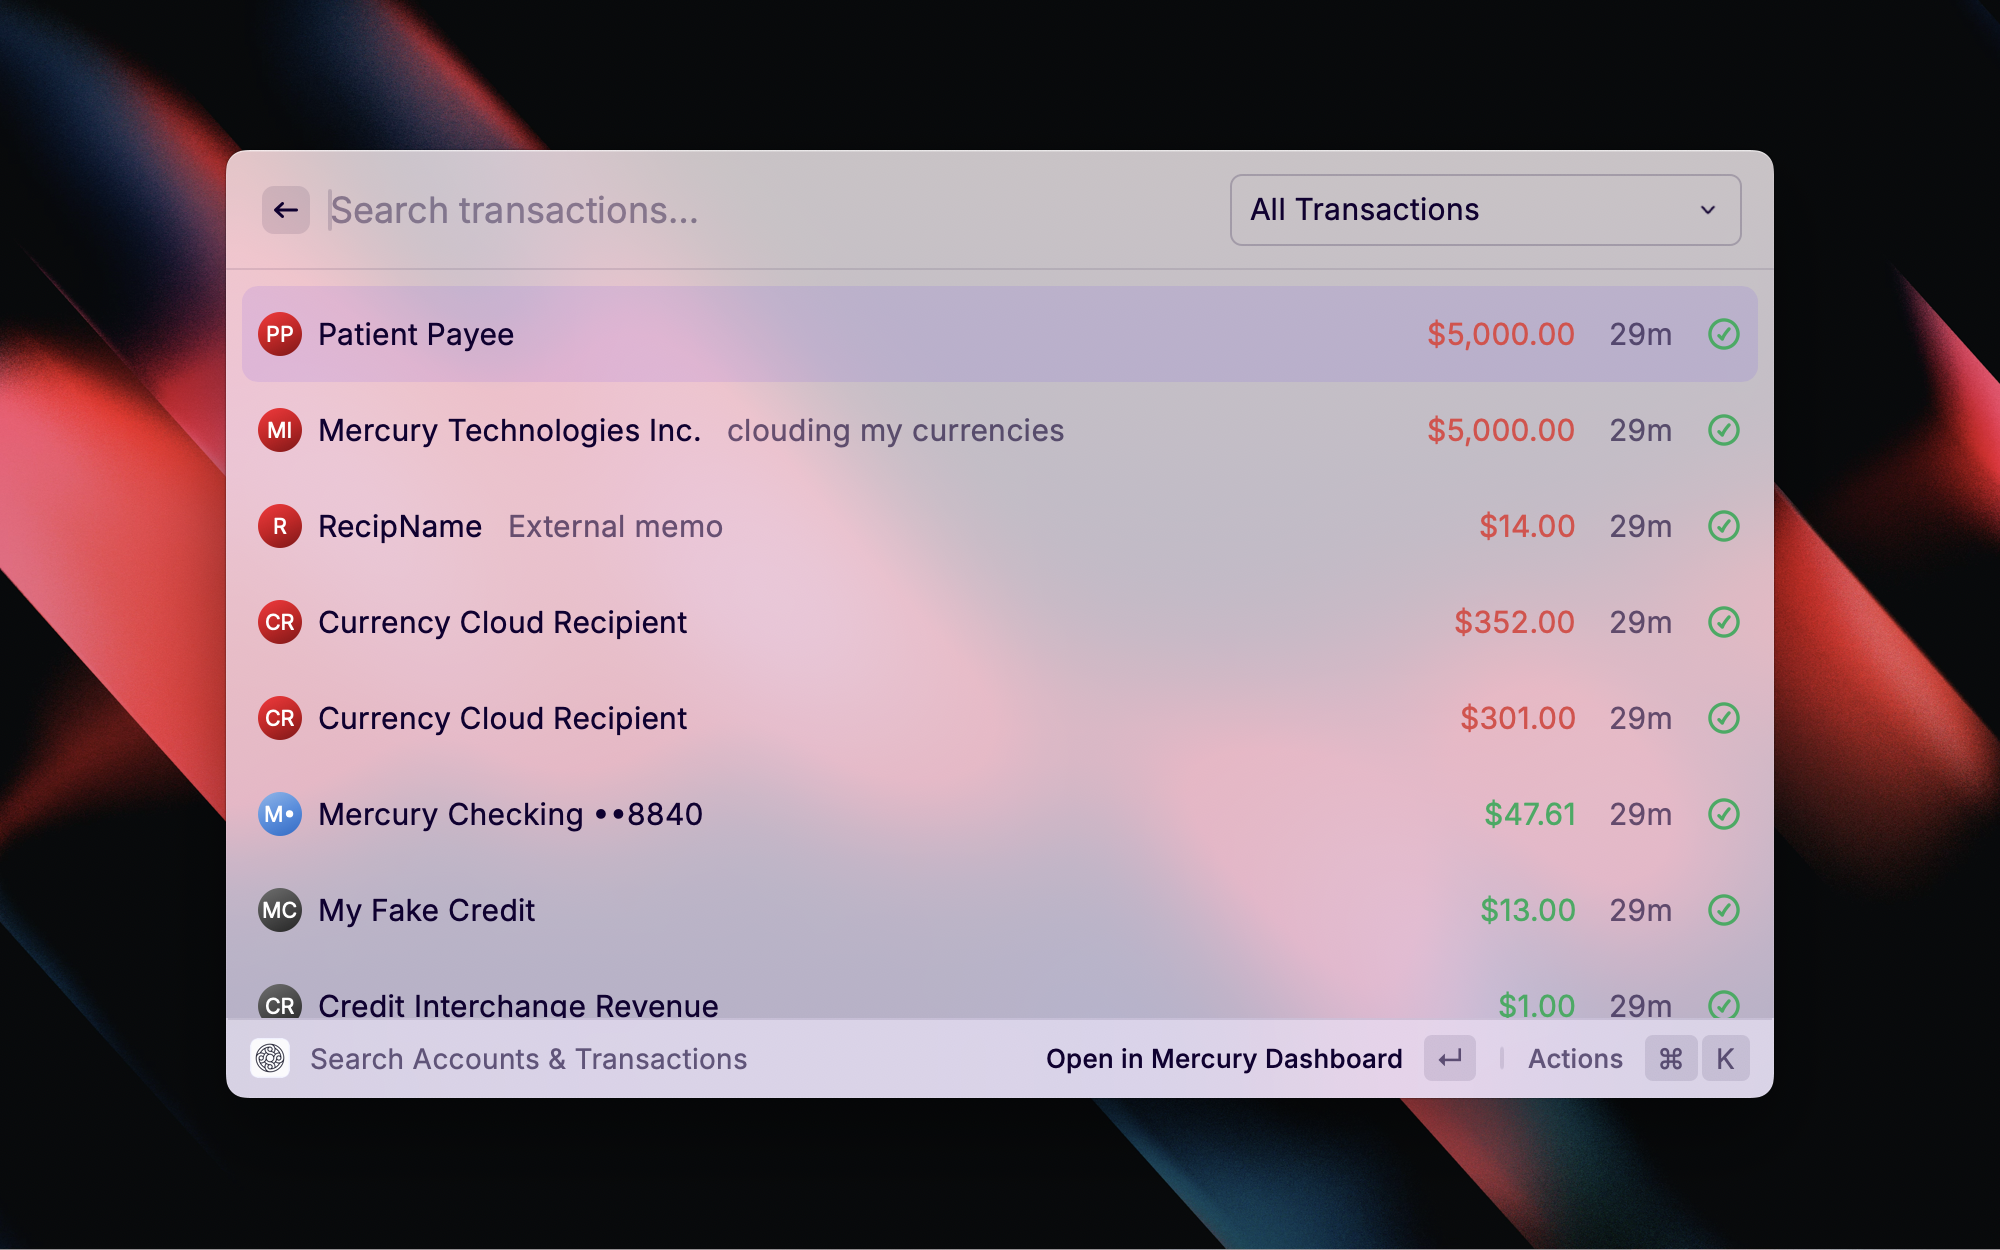 Search transactions...
All Transactions
PP Patient Payee $5,000.00 29m
MI Mercury Technologies Inc. clouding my currencies $5,000.00 29m
R RecipName External memo $14.00 29m
CR Currency Cloud Recipient $352.00 29m
CR Currency Cloud Recipient $301.00 29m
M• Mercury Checking ••8840 $47.61 29m
MC My Fake Credit $13.00 29m
CR Credit Interchange Revenue $1.00 29m
Search Accounts & Transactions Open in Mercury Dashboard ↵ Actions ⌘ K